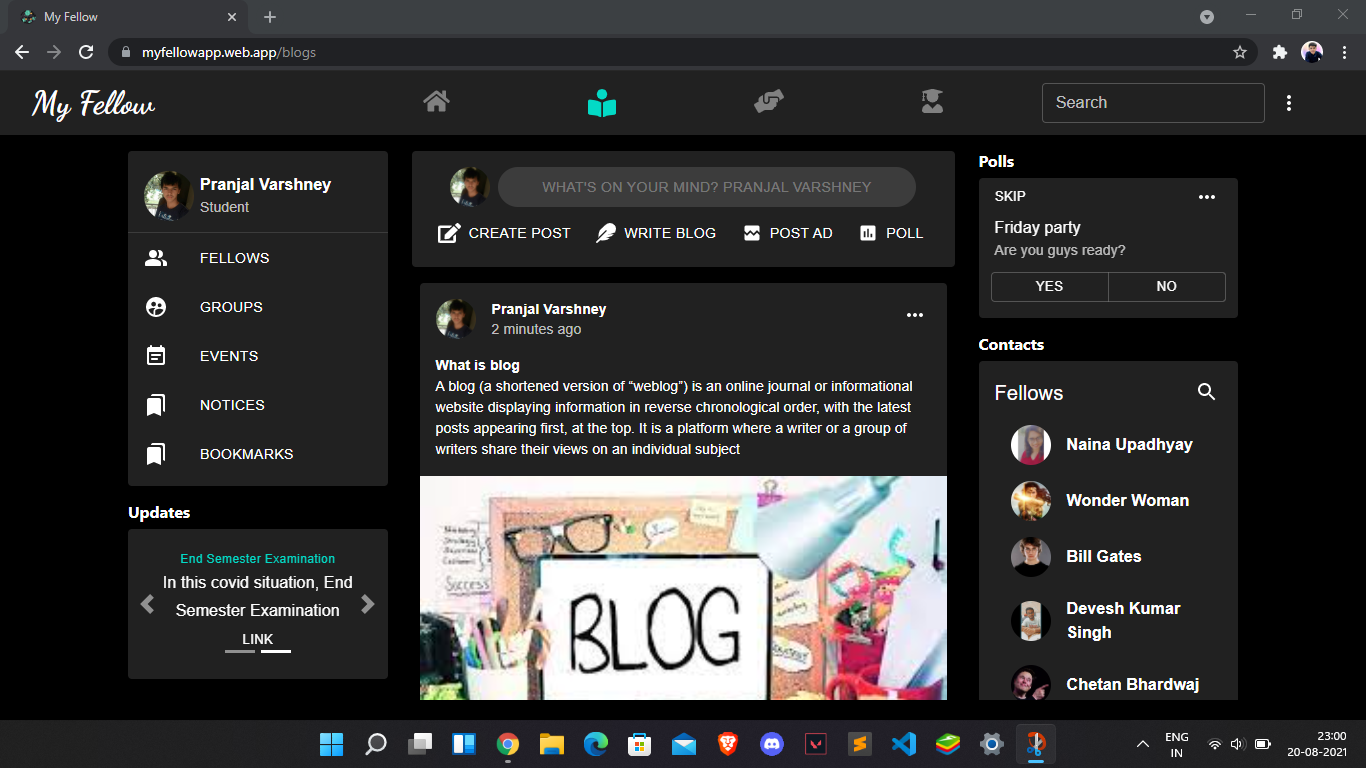 My Fellow
myfellowapp.web.app/blogs
My Fellow
Search
Pranjal Varshney
Student
FELLOWS
GROUPS
EVENTS
NOTICES
BOOKMARKS
Updates
End Semester Examination
In this covid situation, End
Semester Examination
LINK
WHAT'S ON YOUR MIND? PRANJAL VARSHNEY
CREATE POST
WRITE BLOG
POST AD
POLL
Pranjal Varshney
2 minutes ago
What is blog
A blog (a shortened version of “weblog”) is an online journal or informational
website displaying information in reverse chronological order, with the latest
posts appearing first, at the top. It is a platform where a writer or a group of
writers share their views on an individual subject
Success
BLOG
Polls
SKIP
Friday party
Are you guys ready?
YES
NO
Contacts
Fellows
Naina Upadhyay
Wonder Woman
Bill Gates
Devesh Kumar
Singh
Chetan Bhardwaj
ENG
IN
23:00
20-08-2021